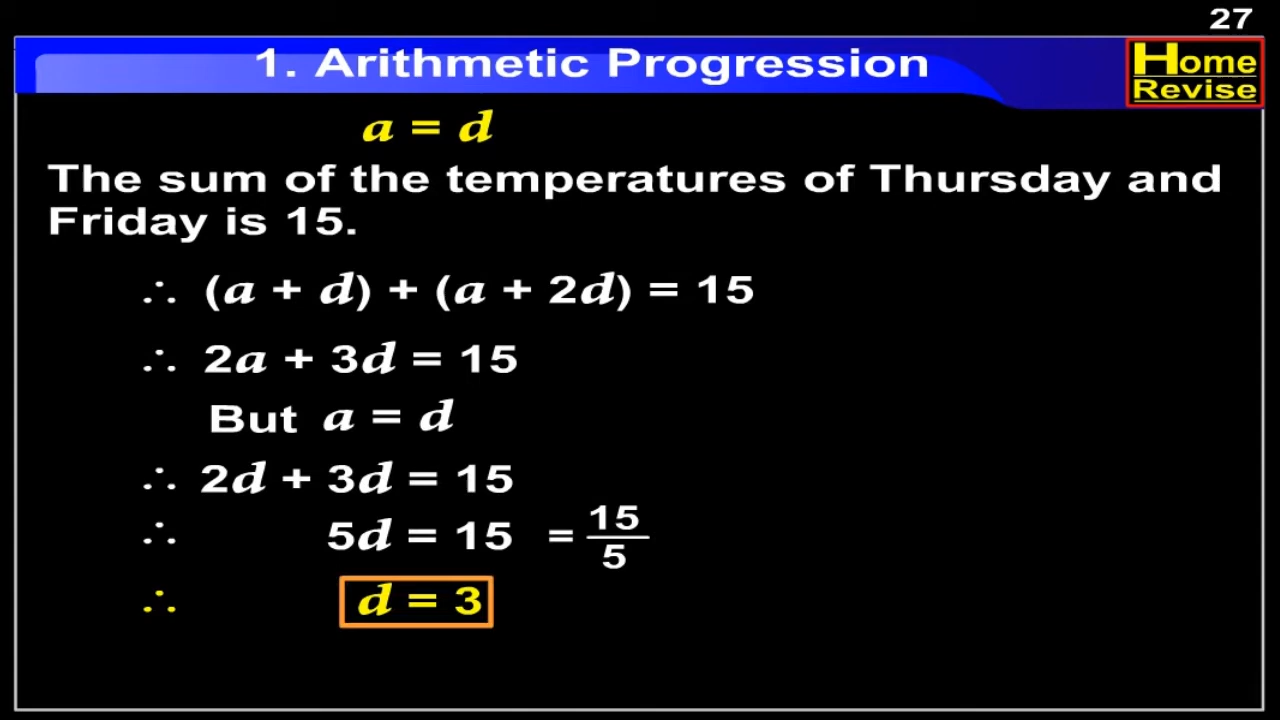 27
1. Arithmetic Progression
Home
Revise
a = d
The sum of the temperatures of Thursday and
Friday is 15.
∴ (a + d) + (a + 2d) = 15
∴ 2a + 3d = 15
But a = d
∴ 2d + 3d = 15
∴ 5d = 15 = 15/5
∴ d = 3